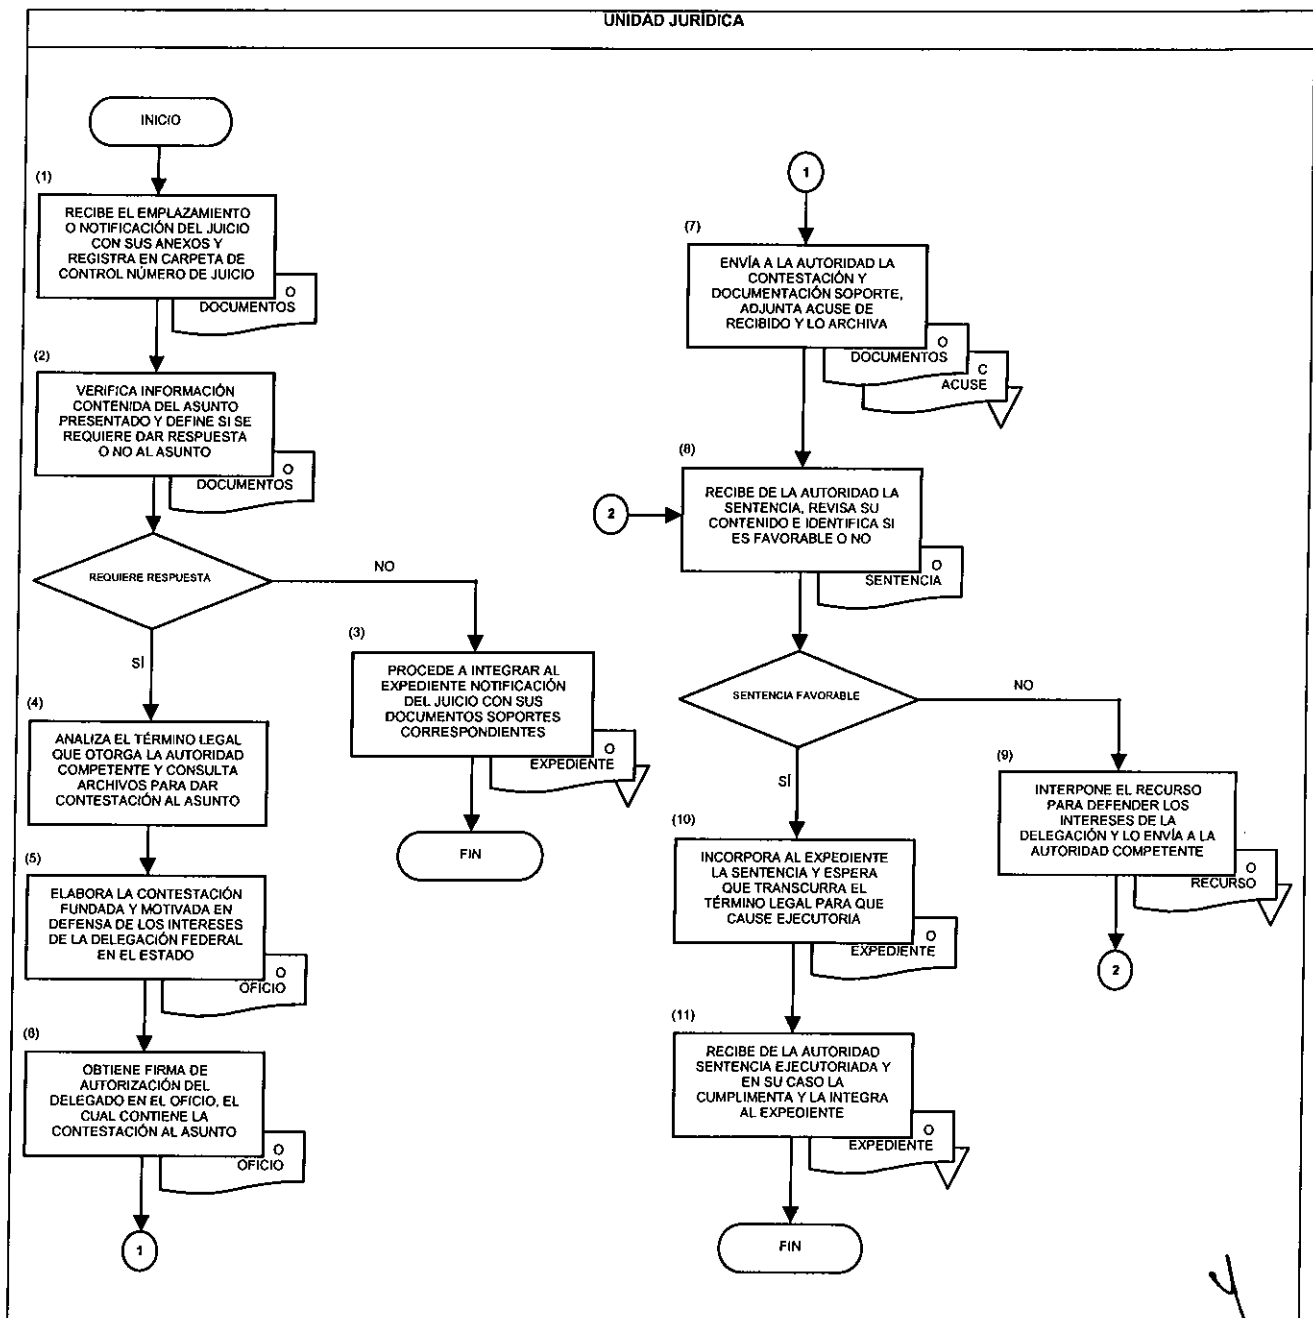 UNIDAD JURÍDICA
INICIO
(1)
RECIBE EL EMPLAZAMIENTO
O NOTIFICACIÓN DEL JUICIO
CON SUS ANEXOS Y
REGISTRA EN CARPETA DE
CONTROL NÚMERO DE JUICIO
O
DOCUMENTOS
(2)
VERIFICA INFORMACIÓN
CONTENIDA DEL ASUNTO
PRESENTADO Y DEFINE SI SE
REQUIERE DAR RESPUESTA
O NO AL ASUNTO
O
DOCUMENTOS
REQUIERE RESPUESTA
NO
SÍ
(3)
PROCEDE A INTEGRAR AL
EXPEDIENTE NOTIFICACIÓN
DEL JUICIO CON SUS
DOCUMENTOS SOPORTES
CORRESPONDIENTES
O
EXPEDIENTE
FIN
(4)
ANALIZA EL TÉRMINO LEGAL
QUE OTORGA LA AUTORIDAD
COMPETENTE Y CONSULTA
ARCHIVOS PARA DAR
CONTESTACIÓN AL ASUNTO
(5)
ELABORA LA CONTESTACIÓN
FUNDADA Y MOTIVADA EN
DEFENSA DE LOS INTERESES
DE LA DELEGACIÓN FEDERAL
EN EL ESTADO
O
OFICIO
(6)
OBTIENE FIRMA DE
AUTORIZACIÓN DEL
DELEGADO EN EL OFICIO, EL
CUAL CONTIENE LA
CONTESTACIÓN AL ASUNTO
O
OFICIO
1
1
(7)
ENVÍA A LA AUTORIDAD LA
CONTESTACIÓN Y
DOCUMENTACIÓN SOPORTE,
ADJUNTA ACUSE DE
RECIBIDO Y LO ARCHIVA
O
DOCUMENTOS
C
ACUSE
(8)
2
RECIBE DE LA AUTORIDAD LA
SENTENCIA, REVISA SU
CONTENIDO E IDENTIFICA SI
ES FAVORABLE O NO
O
SENTENCIA
SENTENCIA FAVORABLE
NO
SÍ
(9)
INTERPONE EL RECURSO
PARA DEFENDER LOS
INTERESES DE LA
DELEGACIÓN Y LO ENVÍA A LA
AUTORIDAD COMPETENTE
O
RECURSO
2
(10)
INCORPORA AL EXPEDIENTE
LA SENTENCIA Y ESPERA
QUE TRANSCURRA EL
TÉRMINO LEGAL PARA QUE
CAUSE EJECUTORIA
O
EXPEDIENTE
(11)
RECIBE DE LA AUTORIDAD
SENTENCIA EJECUTORIADA Y
EN SU CASO LA
CUMPLIMENTA Y LA INTEGRA
AL EXPEDIENTE
O
EXPEDIENTE
FIN